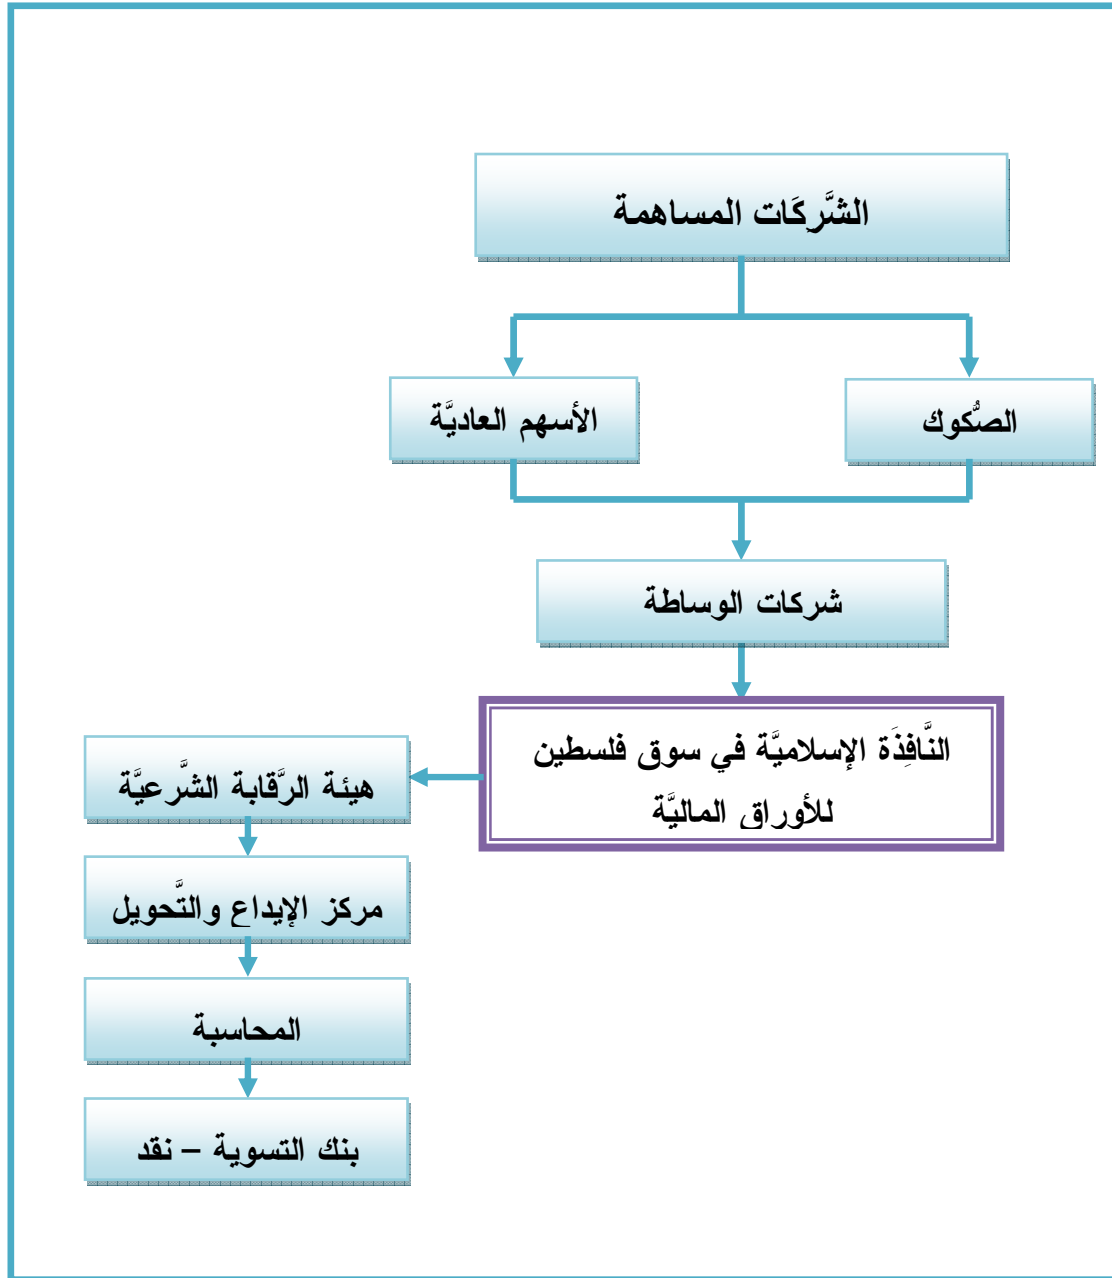 الشَّرِكَات المساهمة
الصُّكوك
الأسهم العاديَّة
شركات الوساطة
النَّافِذَة الإسلاميَّة في سوق فلسطين
للأوراق الماليَّة
هيئة الرَّقابة الشَّرعيَّة
مركز الإيداع والتَّحويل
المحاسبة
بنك التسوية – نقد